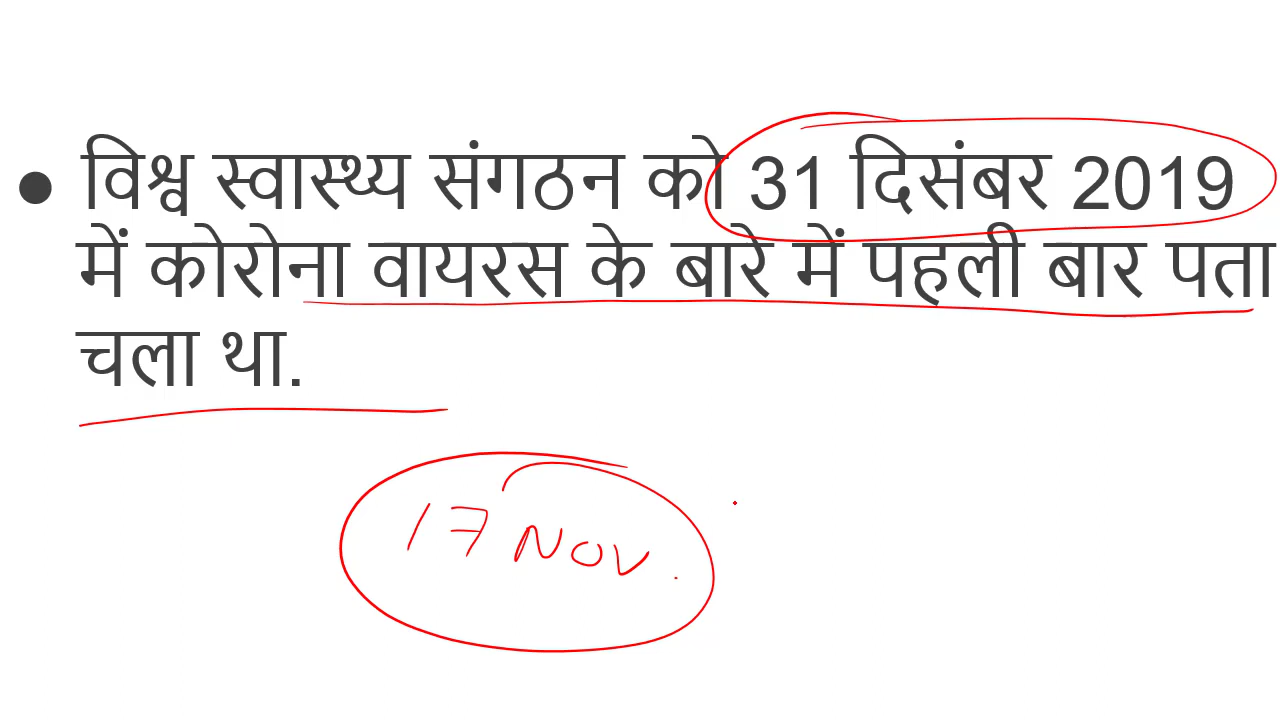 • विश्व स्वास्थ्य संगठन को 31 दिसंबर 2019
में कोरोना वायरस के बारे में पहली बार पता
चला था.
17 NOV.